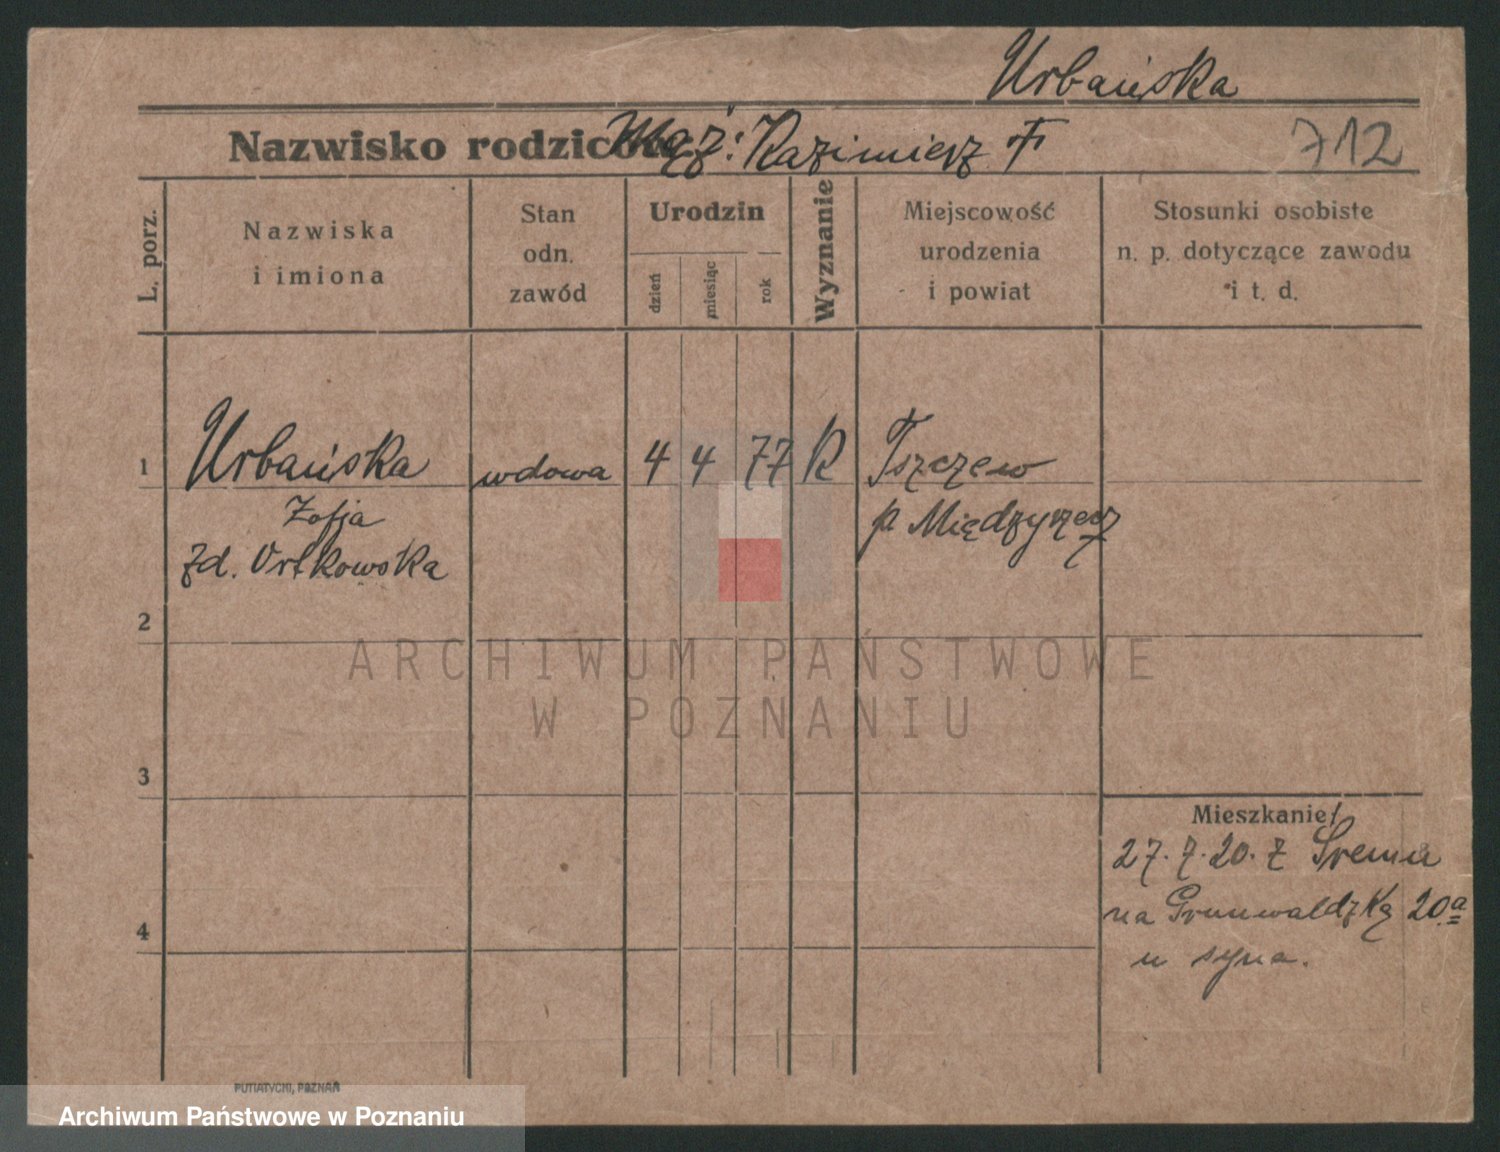 Urbańska
Nazwisko rodziców: Mąż: Kazimierz †
712
L. porz.
Nazwiska
i imiona
Stan
odn.
zawód
Urodzin
dzień
miesiąc
rok
Wyznanie
Miejscowość
urodzenia
i powiat
Stosunki osobiste
n. p. dotyczące zawodu
i t. d.
1 Urbańska wdowa 4 4 77 R Tszczew
Zofja p. Międzyrzecz
zd. Ortkowska
2
3
4
Mieszkanie
27. 7. 20. z Śremu
na Grunwaldzką 20a
u syna.
PUTIATYCKI, POZNAŃ
ARCHIWUM PAŃSTWOWE
W POZNANIU
Archiwum Państwowe w Poznaniu